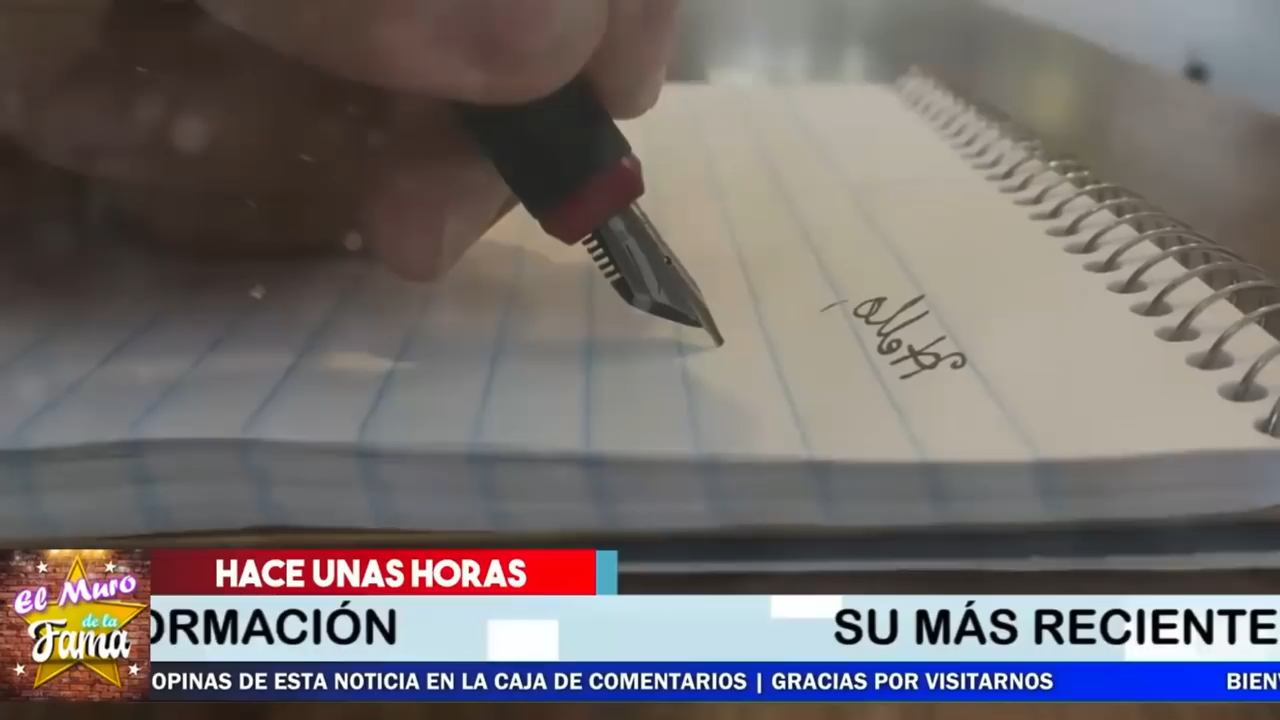 HACE UNAS HORAS
ORMACIÓN SU MÁS RECIENTE
OPINAS DE ESTA NOTICIA EN LA CAJA DE COMENTARIOS | GRACIAS POR VISITARNOS BIEN
El Muro
de la
Fama